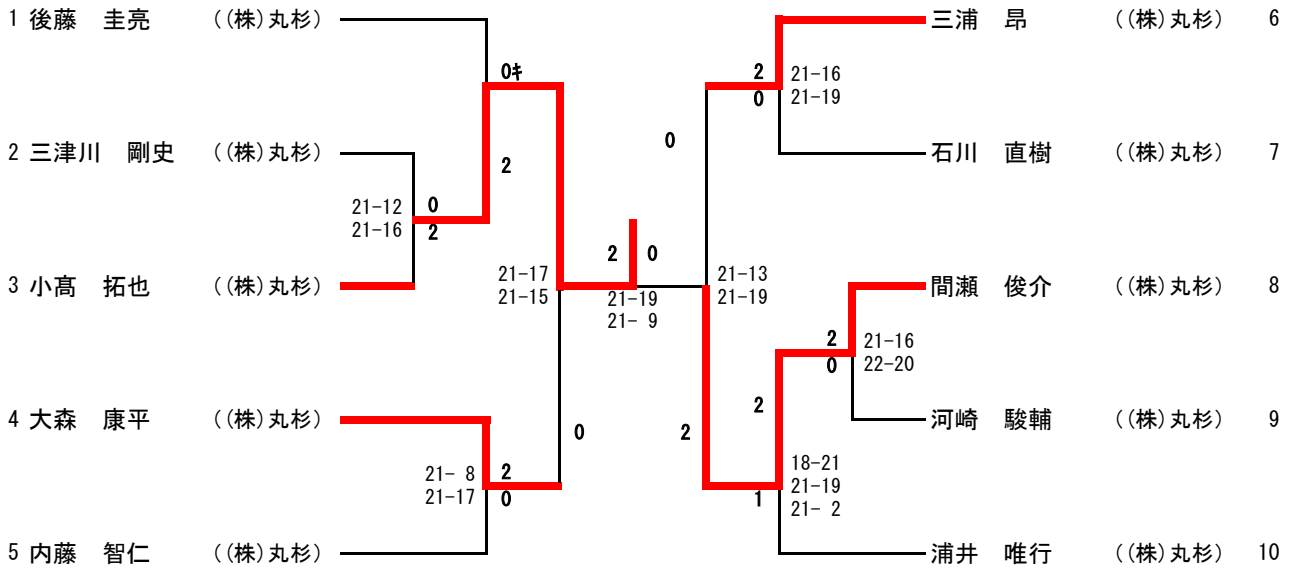 1 後藤　圭亮 ((株)丸杉)
三浦　昂 ((株)丸杉) 6
0ｷ
2 21-16
0 21-19
0
2 三津川　剛史 ((株)丸杉)
石川　直樹 ((株)丸杉) 7
2
21-12 0
21-16 2
2 0
21-17
21-15
21-13
21-19
3 小髙　拓也 ((株)丸杉)
間瀬　俊介 ((株)丸杉) 8
21-19
21- 9
2 21-16
0 22-20
2
4 大森　康平 ((株)丸杉)
河崎　駿輔 ((株)丸杉) 9
0
2
21- 8 2
21-17 0
18-21
21-19
1 21- 2
5 内藤　智仁 ((株)丸杉)
浦井　唯行 ((株)丸杉) 10